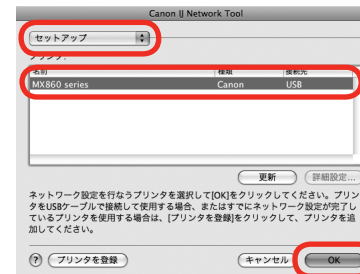 Canon IJ Network Tool
セットアップ
プリンタ:
名前 種類 接続先
MX860 series Canon USB
更新 詳細設定...
ネットワーク設定を行なうプリンタを選択して[OK]をクリックしてください。プリン
タをUSBケーブルで接続して使用する場合、またはすでにネットワーク設定が完了し
ているプリンタを使用する場合は、[プリンタを登録]をクリックして、プリンタを追
加してください。
? プリンタを登録 キャンセル OK